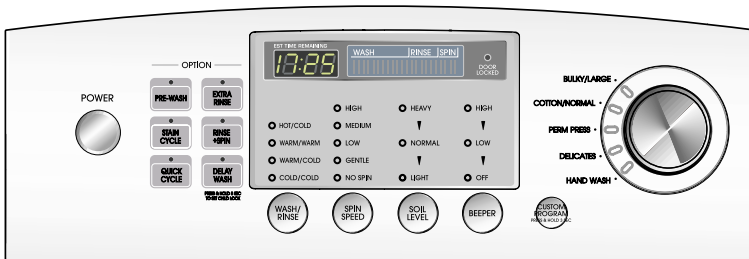 POWER
OPTION
PRE-WASH
EXTRA
RINSE
STAIN
CYCLE
RINSE
+SPIN
QUICK
CYCLE
DELAY
WASH
PRESS & HOLD 3 SEC
TO SET CHILD LOCK
EST TIME REMAINING
17:25
WASH
RINSE
SPIN
DOOR
LOCKED
HOT/COLD
WARM/WARM
WARM/COLD
COLD/COLD
HIGH
MEDIUM
LOW
GENTLE
NO SPIN
HEAVY
NORMAL
LIGHT
HIGH
LOW
OFF
WASH/
RINSE
SPIN
SPEED
SOIL
LEVEL
BEEPER
CUSTOM
PROGRAM
PRESS & HOLD 3 SEC
BULKY/LARGE
COTTON/NORMAL
PERM PRESS
DELICATES
HAND WASH